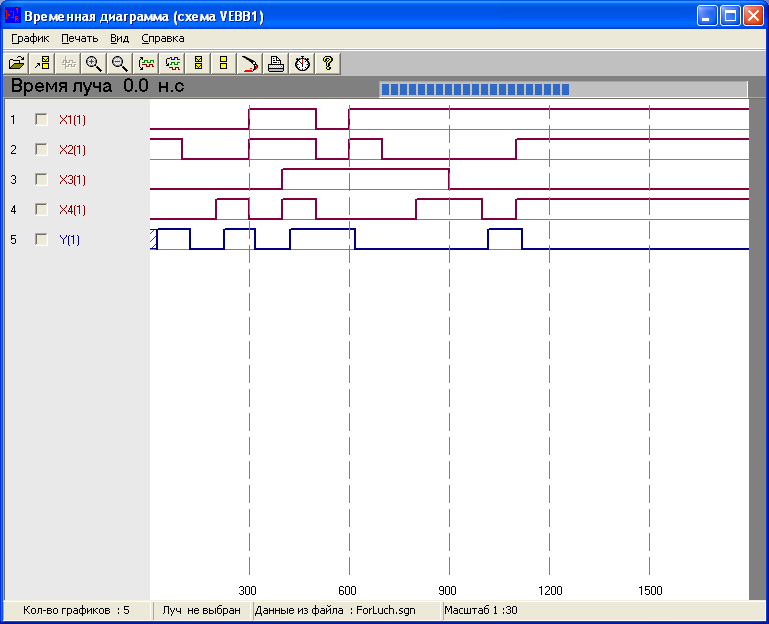 Временная диаграмма (схема VEBB1)
График Печать Вид Справка
Время луча 0.0 н.с
1 X1(1)
2 X2(1)
3 X3(1)
4 X4(1)
5 Y(1)
300 600 900 1200 1500
Кол-во графиков : 5 Луч не выбран Данные из файла : ForLuch.sgn Масштаб 1 :30